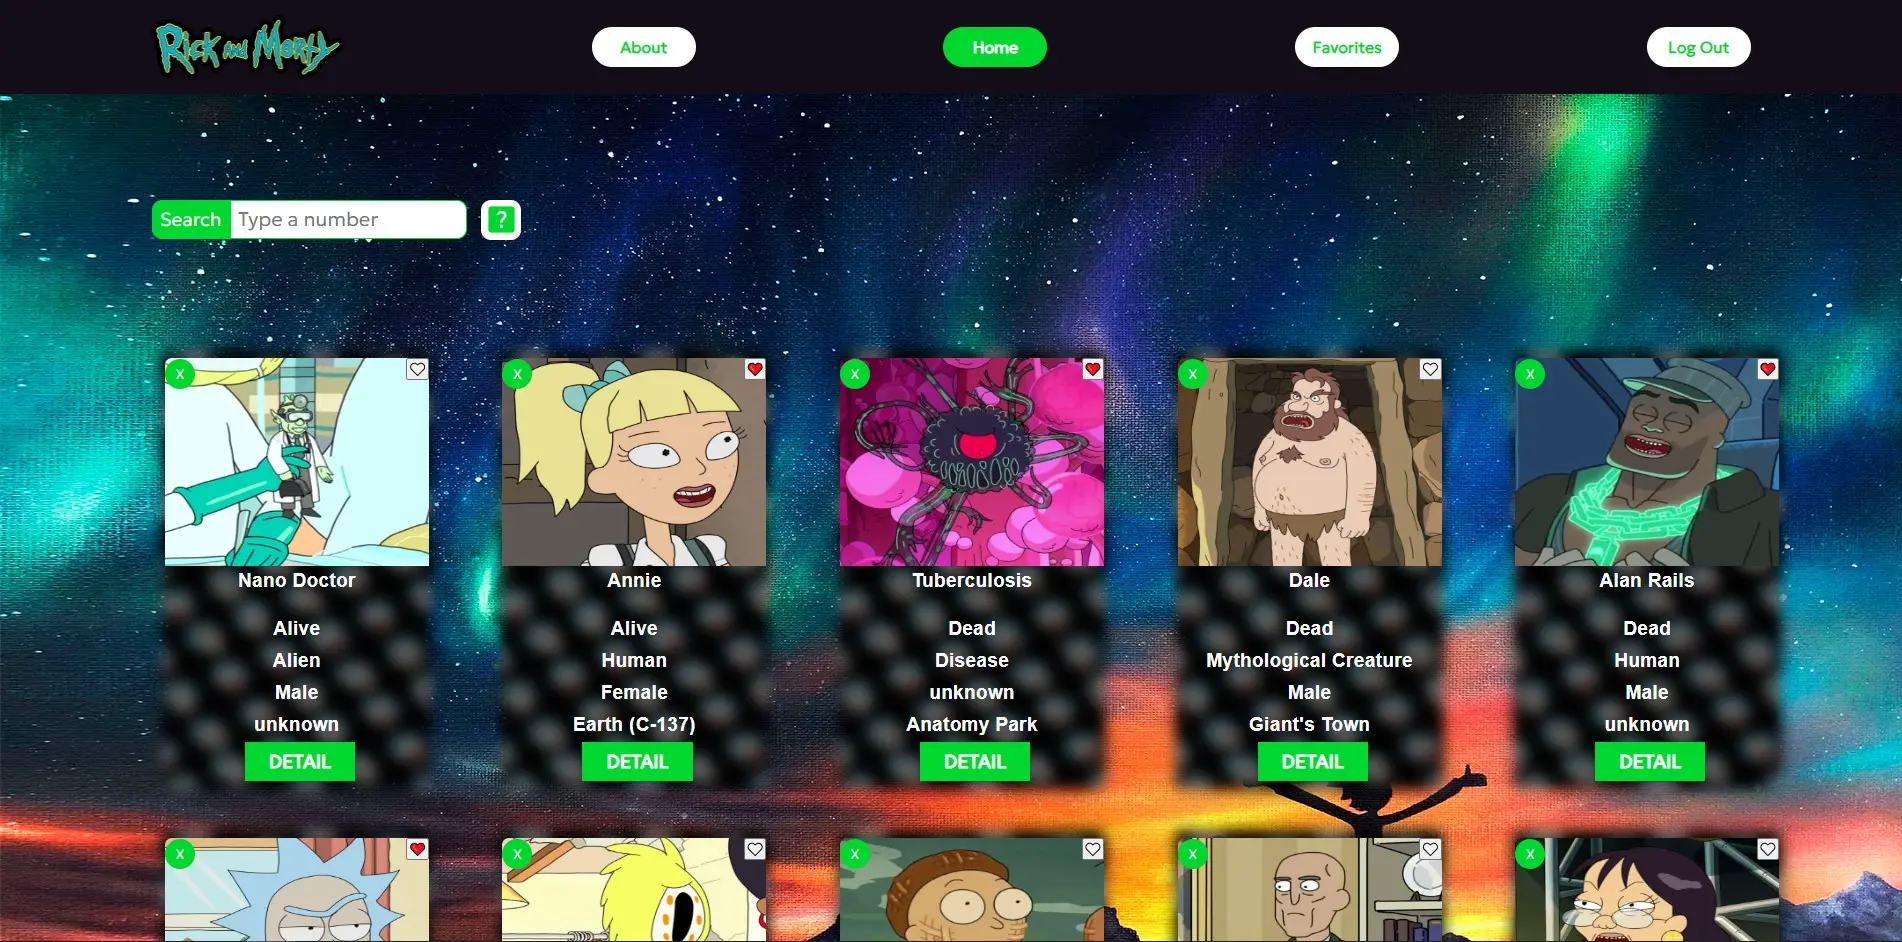 Rick and Morty
About
Home
Favorites
Log Out
Search
Type a number
?
x
x
x
x
x
Nano Doctor
Alive
Alien
Male
unknown
DETAIL
Annie
Alive
Human
Female
Earth (C-137)
DETAIL
Tuberculosis
Dead
Disease
unknown
Anatomy Park
DETAIL
Dale
Dead
Mythological Creature
Male
Giant's Town
DETAIL
Alan Rails
Dead
Human
Male
unknown
DETAIL
x
x
x
x
x